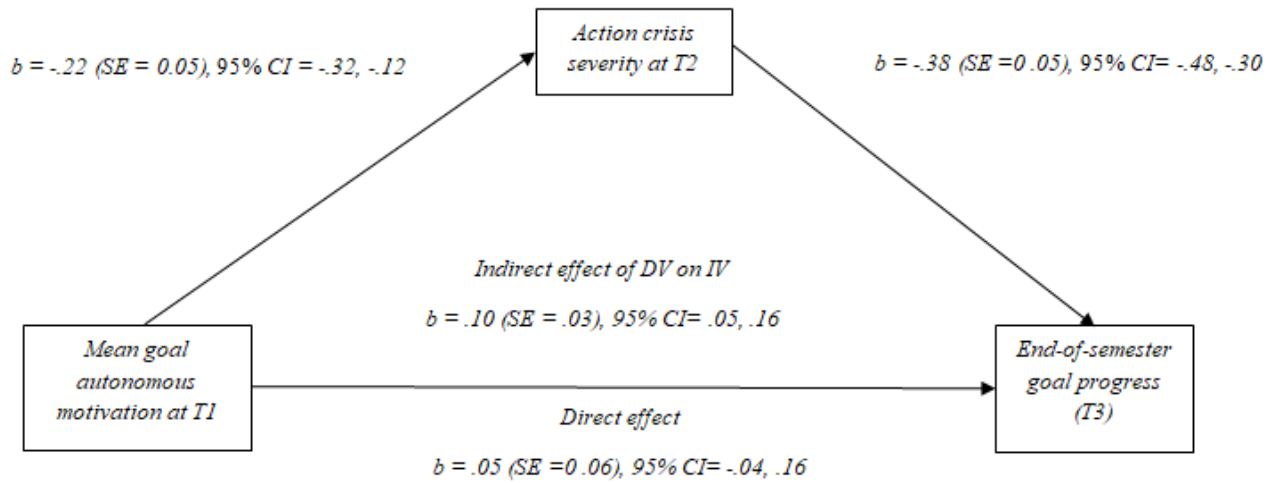 Action crisis
severity at T2
b = -.22 (SE = 0.05), 95% CI = -.32, -.12
b = -.38 (SE =0 .05), 95% CI= -.48, -.30
Indirect effect of DV on IV
b = .10 (SE = .03), 95% CI= .05, .16
Mean goal
autonomous
motivation at T1
End-of-semester
goal progress
(T3)
Direct effect
b = .05 (SE =0 .06), 95% CI= -.04, .16